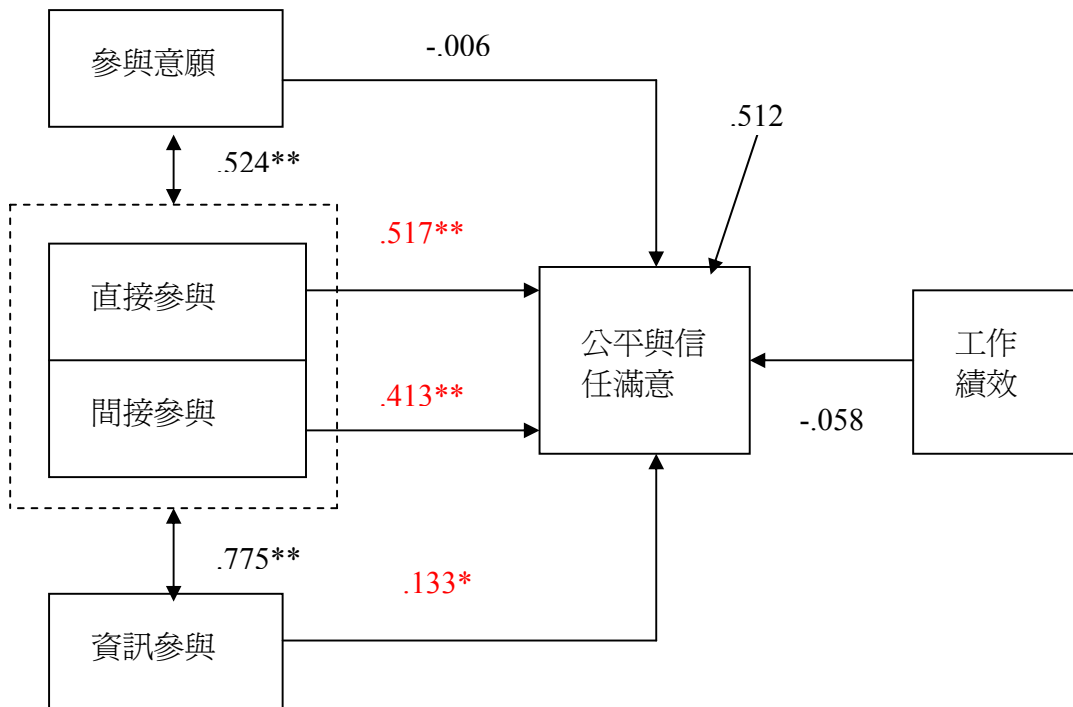 參與意願
-.006
.512
.524**
.517**
直接參與
公平與信
任滿意
工作
績效
間接參與
.413**
-.058
.775**
.133*
資訊參與